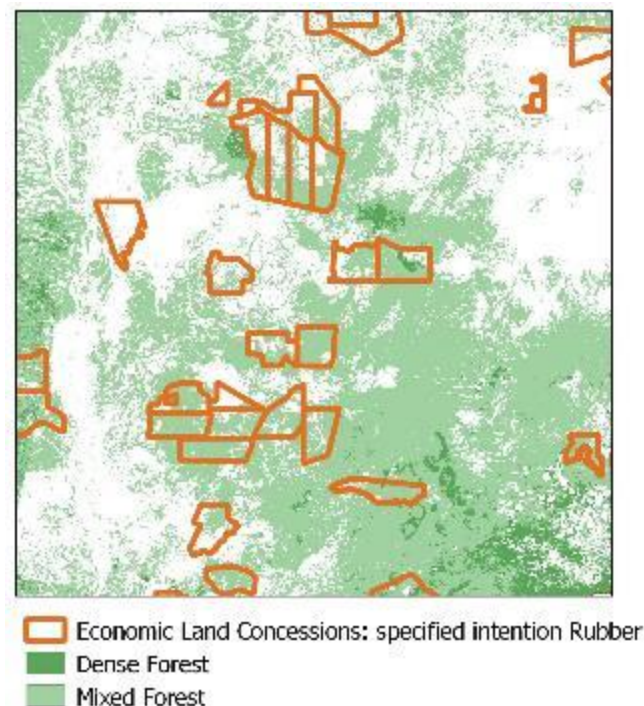 Economic Land Concessions: specified intention Rubber
Dense Forest
Mixed Forest